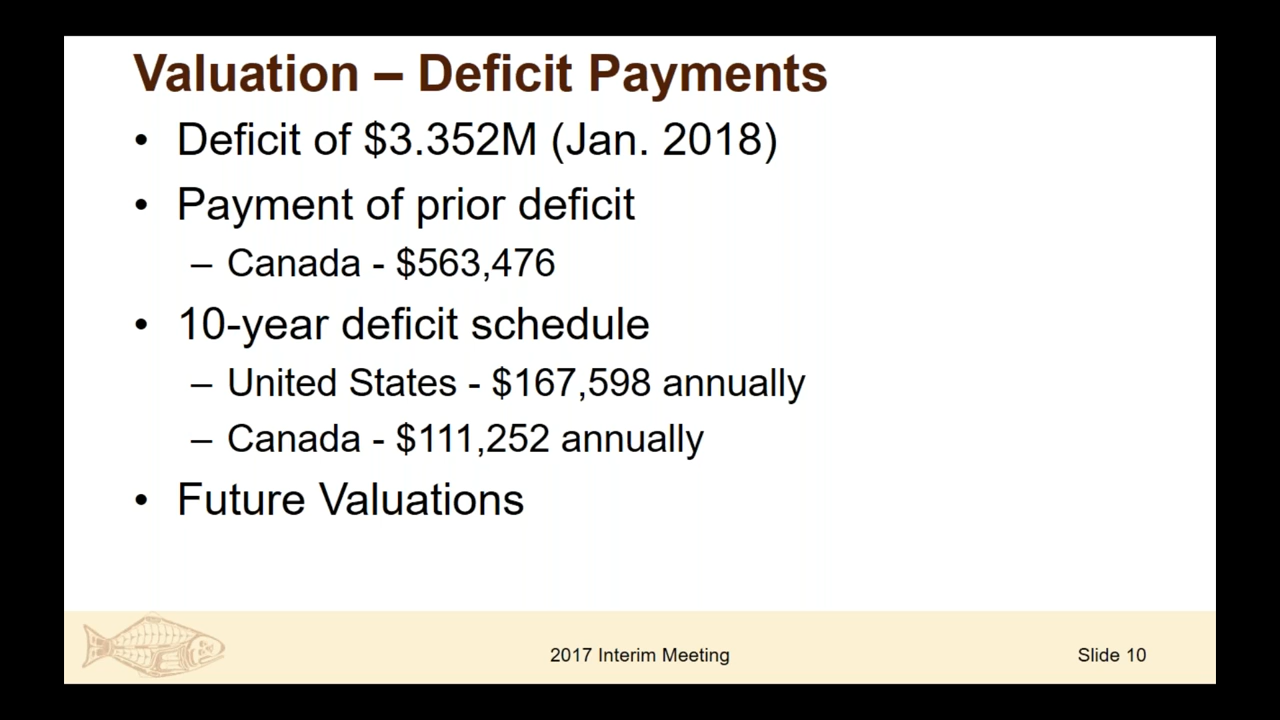 Valuation – Deficit Payments
• Deficit of $3.352M (Jan. 2018)
• Payment of prior deficit
– Canada - $563,476
• 10-year deficit schedule
– United States - $167,598 annually
– Canada - $111,252 annually
• Future Valuations
2017 Interim Meeting
Slide 10